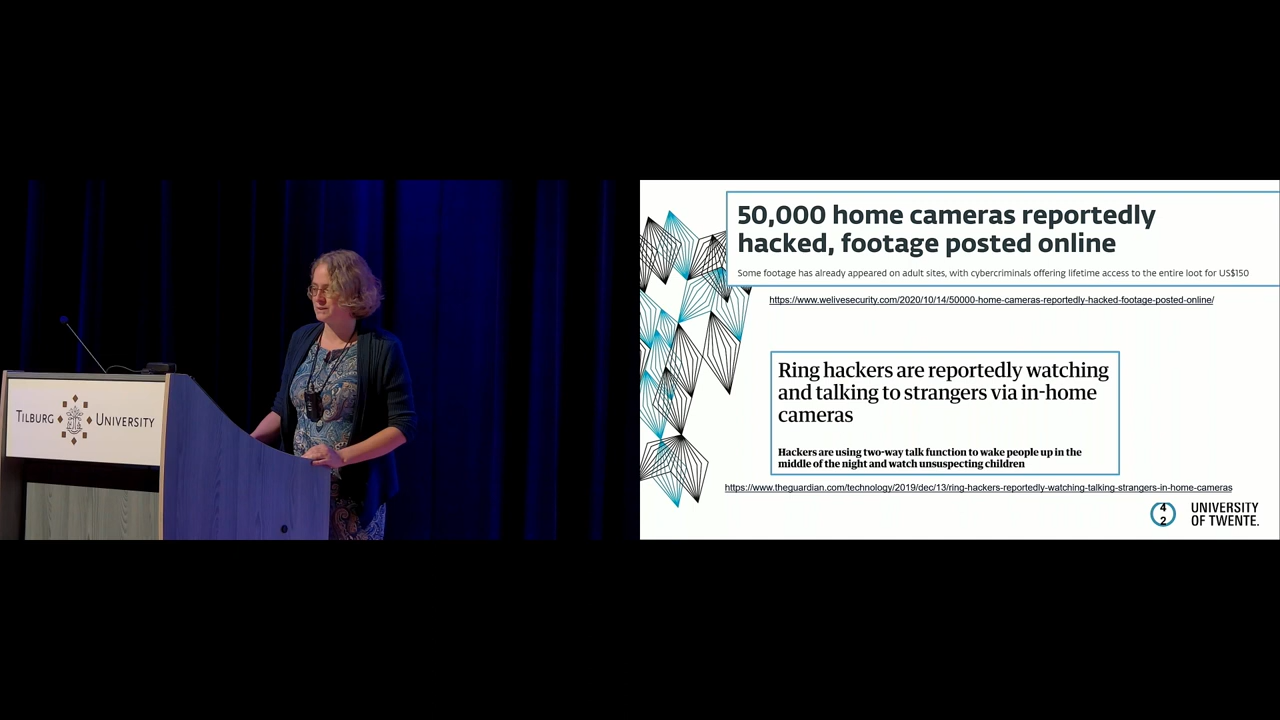 TILBURG UNIVERSITY
50,000 home cameras reportedly
hacked, footage posted online
Some footage has already appeared on adult sites, with cybercriminals offering lifetime access to the entire loot for US$150
https://www.welivesecurity.com/2020/10/14/50000-home-cameras-reportedly-hacked-footage-posted-online/
Ring hackers are reportedly watching
and talking to strangers via in-home
cameras
Hackers are using two-way talk function to wake people up in the
middle of the night and watch unsuspecting children
https://www.theguardian.com/technology/2019/dec/13/ring-hackers-reportedly-watching-talking-strangers-in-home-cameras
4
2
UNIVERSITY
OF TWENTE.